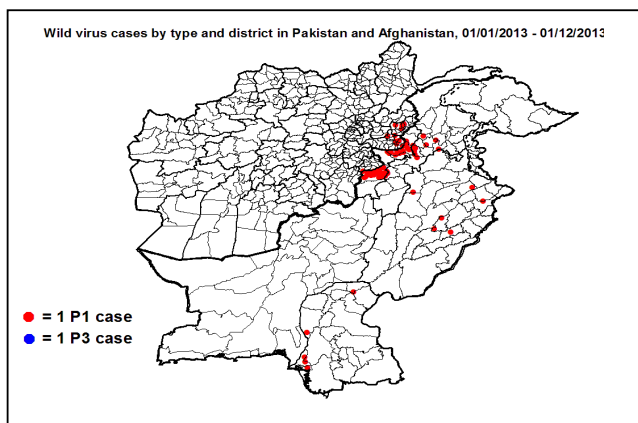 Wild virus cases by type and district in Pakistan and Afghanistan, 01/01/2013 - 01/12/2013
= 1 P1 case
= 1 P3 case